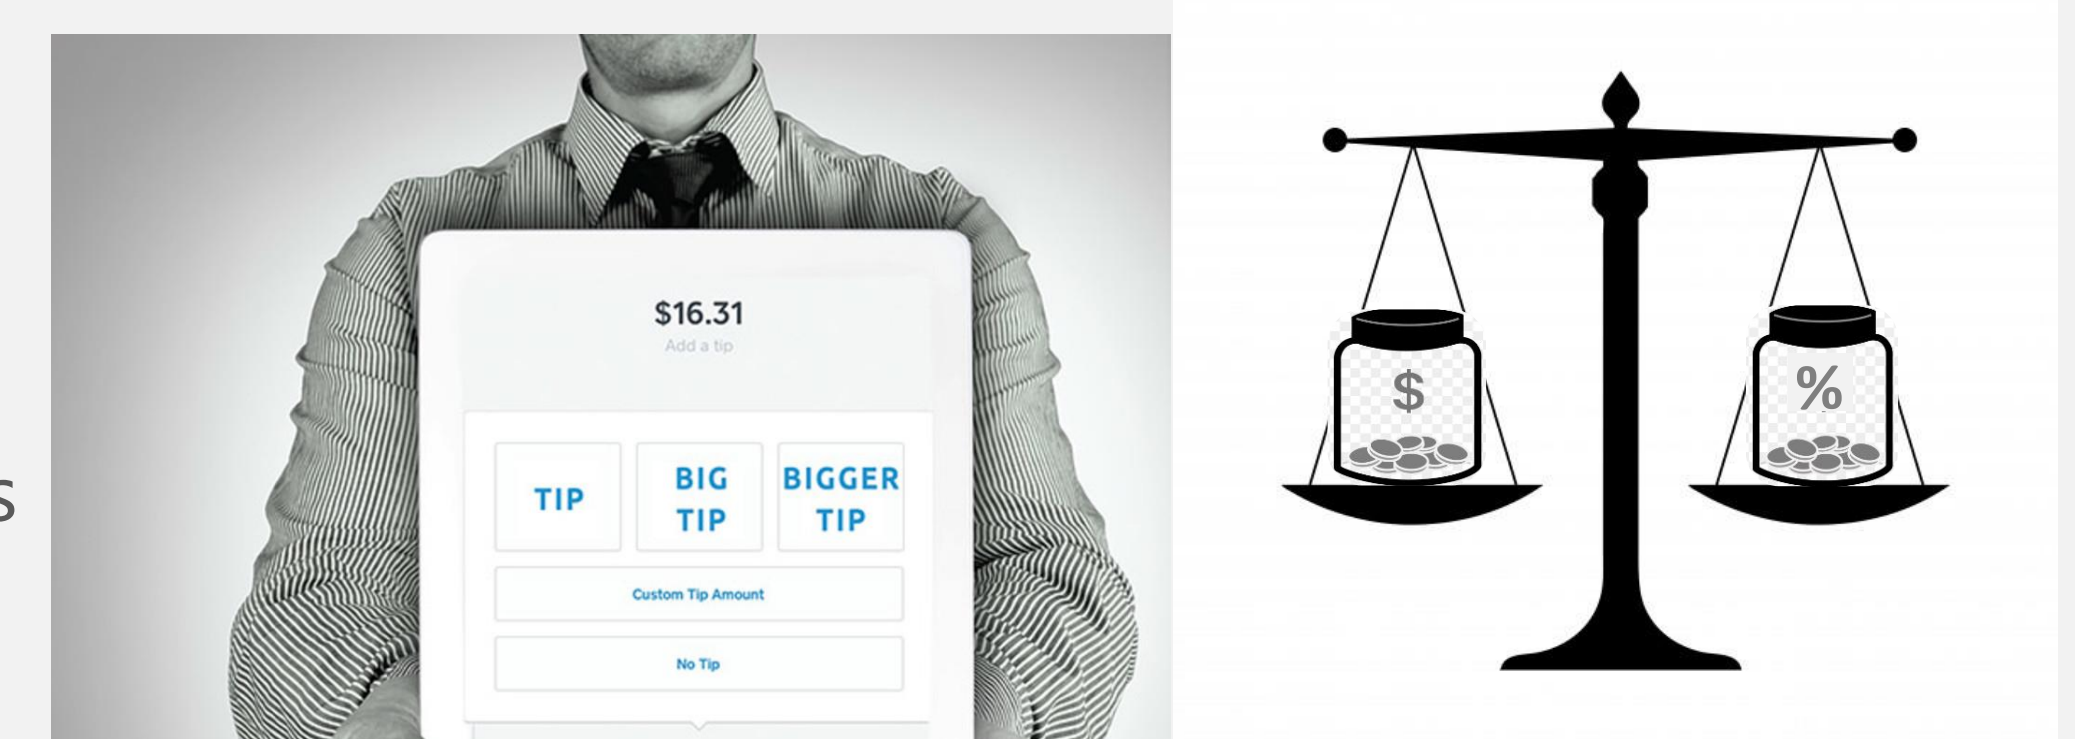 s
$16.31
Add a tip
TIP
BIG
TIP
BIGGER
TIP
Custom Tip Amount
No Tip
$
%